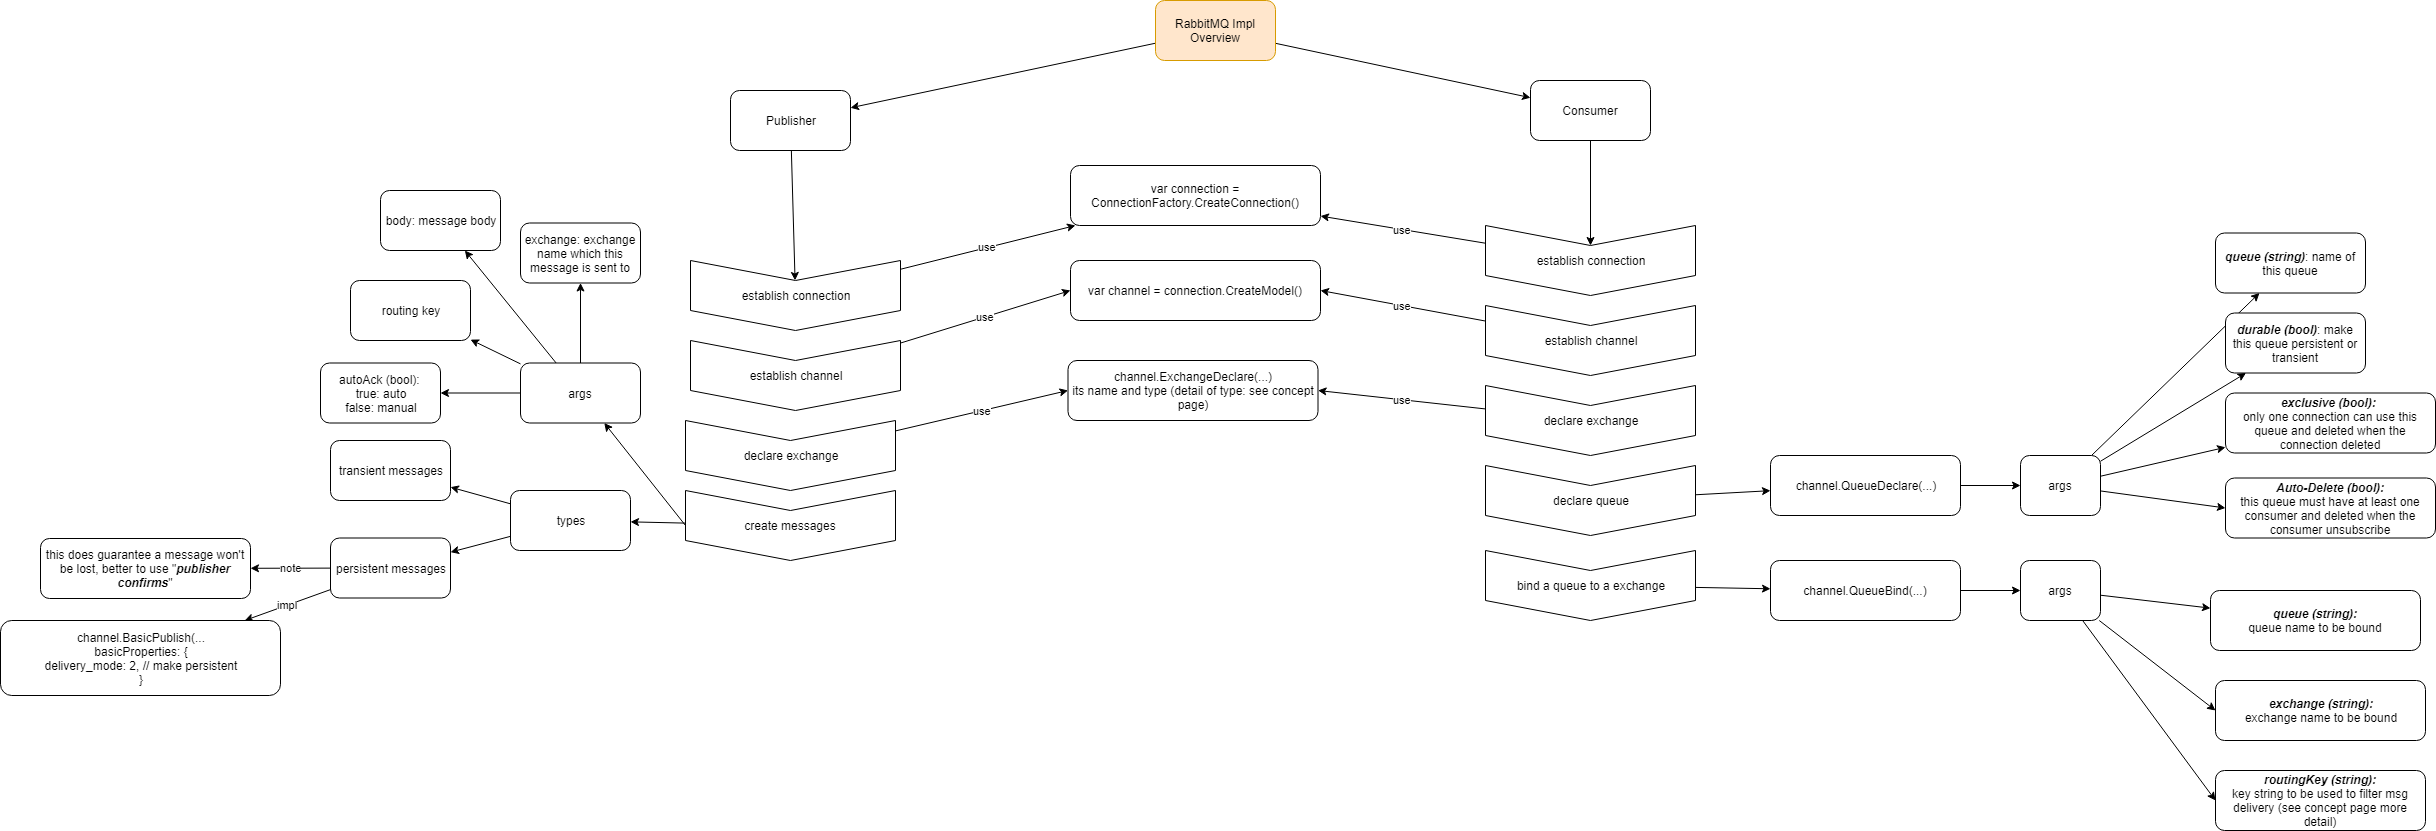 RabbitMQ Impl
Overview
Publisher
Consumer
var connection =
ConnectionFactory.CreateConnection()
var channel = connection.CreateModel()
channel.ExchangeDeclare(...)
its name and type (detail of type: see concept
page)
use
use
use
use
use
use
establish connection
establish channel
declare exchange
create messages
body: message body
exchange: exchange
name which this
message is sent to
routing key
autoAck (bool):
true: auto
false: manual
args
types
transient messages
persistent messages
note
this does guarantee a message won't
be lost, better to use "publisher
confirms"
impl
channel.BasicPublish(...
basicProperties: {
delivery_mode: 2, // make persistent
}
establish connection
establish channel
declare exchange
declare queue
bind a queue to a exchange
channel.QueueDeclare(...)
args
queue (string): name of
this queue
durable (bool): make
this queue persistent or
transient
exclusive (bool):
only one connection can use this
queue and deleted when the
connection deleted
Auto-Delete (bool):
this queue must have at least one
consumer and deleted when the
consumer unsubscribe
channel.QueueBind(...)
args
queue (string):
queue name to be bound
exchange (string):
exchange name to be bound
routingKey (string):
key string to be used to filter msg
delivery (see concept page more
detail)